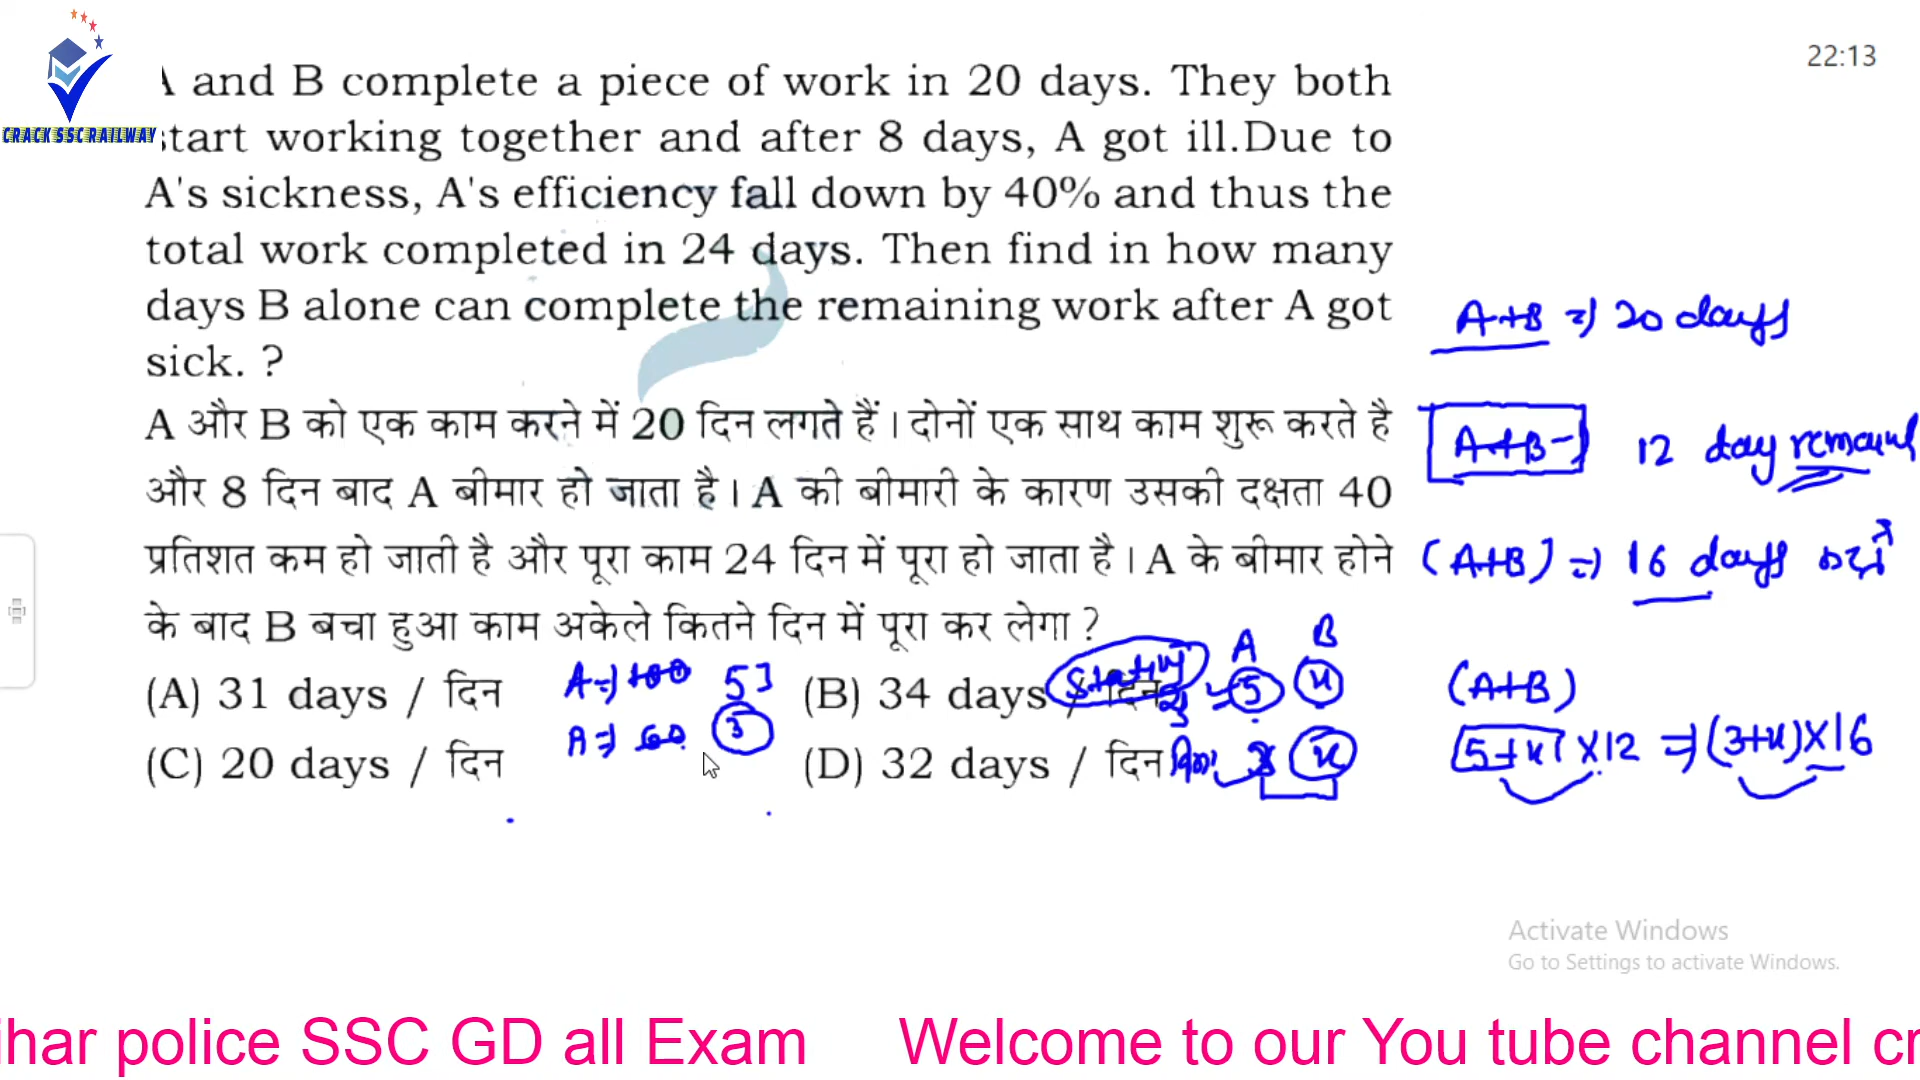 22:13
CRACK SSC RAILWAY
A and B complete a piece of work in 20 days. They both
start working together and after 8 days, A got ill.Due to
A's sickness, A's efficiency fall down by 40% and thus the
total work completed in 24 days. Then find in how many
days B alone can complete the remaining work after A got
sick. ?
A+B => 20 days
A और B को एक काम करने में 20 दिन लगते हैं। दोनों एक साथ काम शुरू करते है
A+B - 12 day
और 8 दिन बाद A बीमार हो जाता है। A की बीमारी के कारण उसकी दक्षता 40
प्रतिशत कम हो जाती है और पूरा काम 24 दिन में पूरा हो जाता है। A के बीमार होने
(A+B) => 16 days
के बाद B बचा हुआ काम अकेले कितने दिन में पूरा कर लेगा ?
A B
(A) 31 days / दिन
A => 100 5
(B) 34 days / दिन
5 x
(A+B)
A => 60 3
(C) 20 days / दिन
(D) 32 days / दिन
3 x
(5+x) × 12 => (3+x) × 16
Activate Windows
Go to Settings to activate Windows.
ihar police SSC GD all Exam Welcome to our You tube channel cr